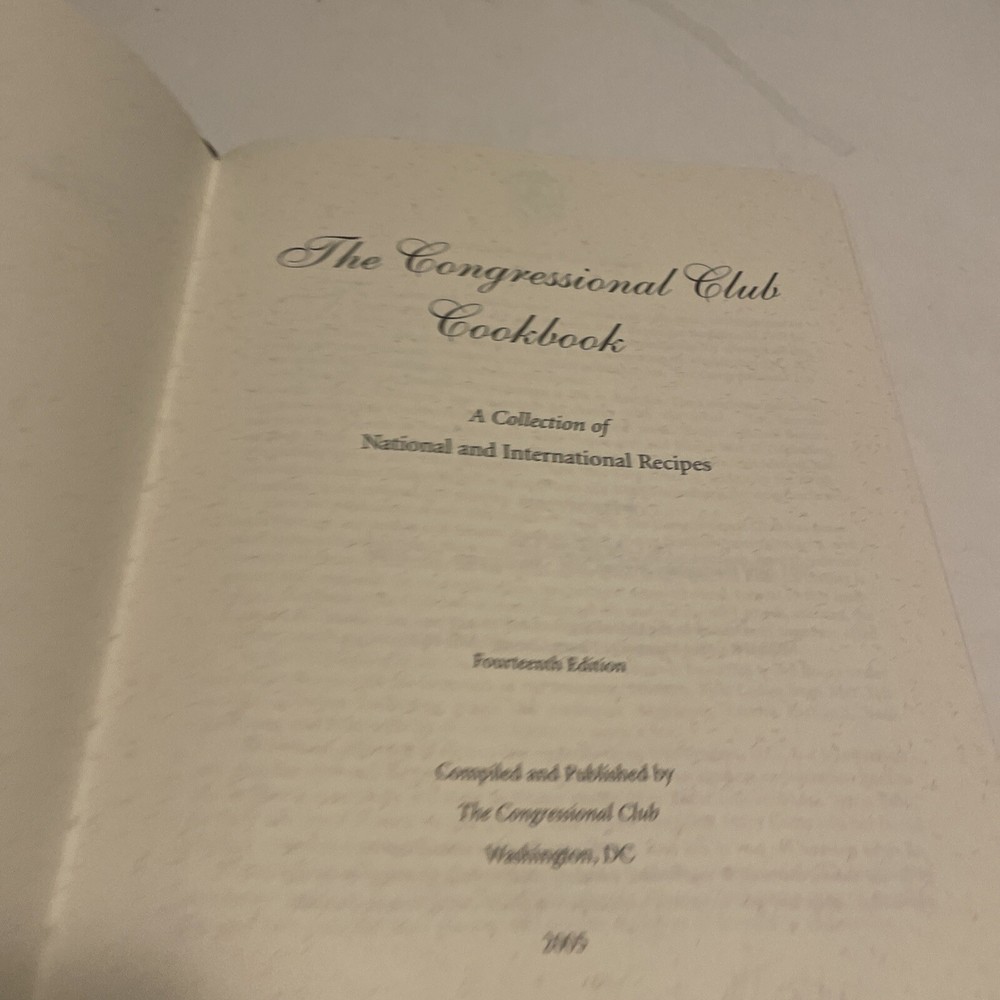 The Congressional Club
Cookbook
A Collection of
National and International Recipes
Fourteenth Edition
Compiled and Published by
The Congressional Club
Washington, DC